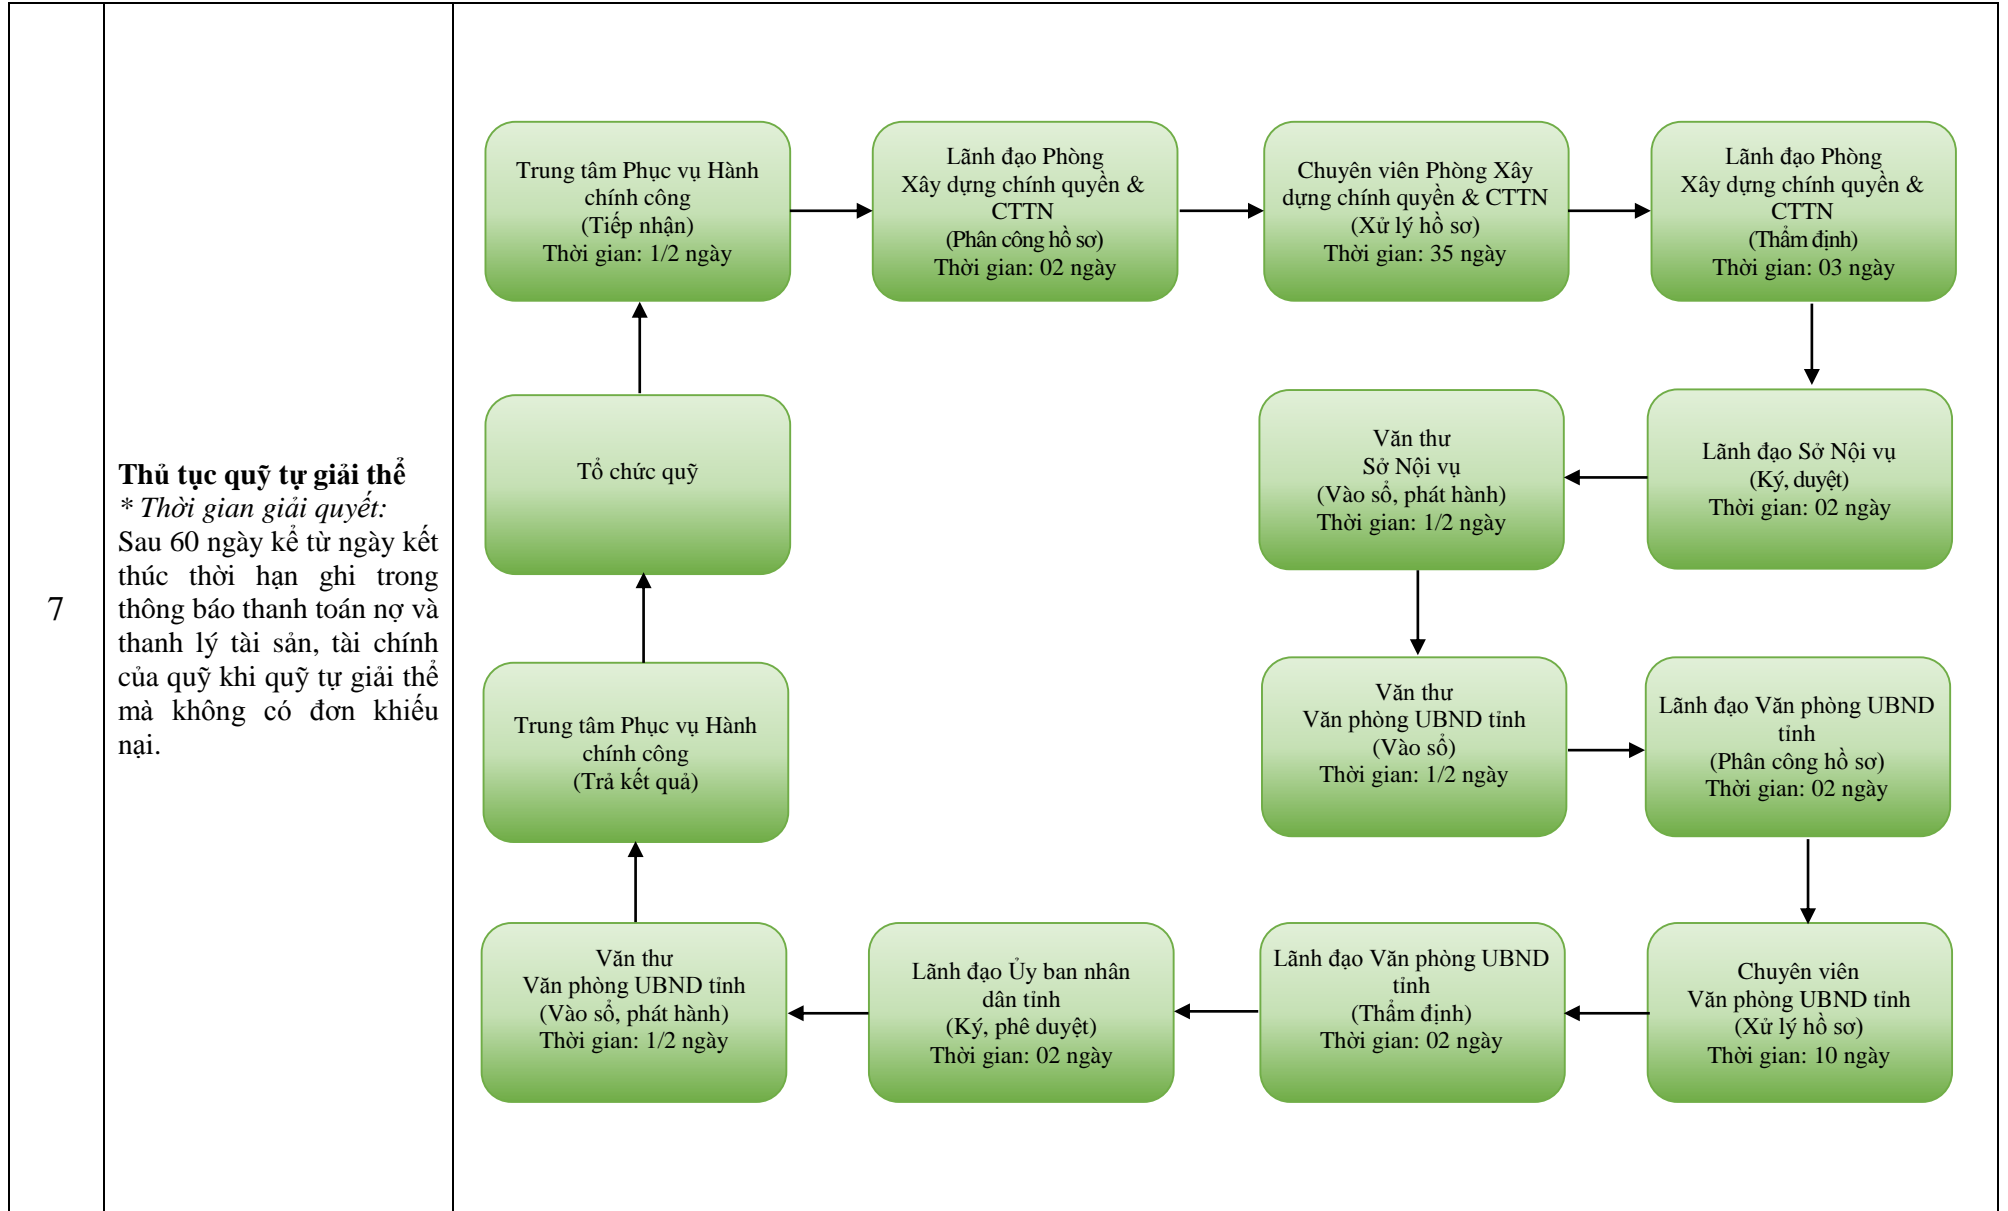 7
Thủ tục quỹ tự giải thể
* Thời gian giải quyết:
Sau 60 ngày kể từ ngày kết
thúc thời hạn ghi trong
thông báo thanh toán nợ và
thanh lý tài sản, tài chính
của quỹ khi quỹ tự giải thể
mà không có đơn khiếu
nại.
Trung tâm Phục vụ Hành
chính công
(Tiếp nhận)
Thời gian: 1/2 ngày
Lãnh đạo Phòng
Xây dựng chính quyền &
CTTN
(Phân công hồ sơ)
Thời gian: 02 ngày
Chuyên viên Phòng Xây
dựng chính quyền & CTTN
(Xử lý hồ sơ)
Thời gian: 35 ngày
Lãnh đạo Phòng
Xây dựng chính quyền &
CTTN
(Thẩm định)
Thời gian: 03 ngày
Tổ chức quỹ
Văn thư
Sở Nội vụ
(Vào sổ, phát hành)
Thời gian: 1/2 ngày
Lãnh đạo Sở Nội vụ
(Ký, duyệt)
Thời gian: 02 ngày
Trung tâm Phục vụ Hành
chính công
(Trả kết quả)
Văn thư
Văn phòng UBND tỉnh
(Vào sổ)
Thời gian: 1/2 ngày
Lãnh đạo Văn phòng UBND
tỉnh
(Phân công hồ sơ)
Thời gian: 02 ngày
Văn thư
Văn phòng UBND tỉnh
(Vào sổ, phát hành)
Thời gian: 1/2 ngày
Lãnh đạo Ủy ban nhân
dân tỉnh
(Ký, phê duyệt)
Thời gian: 02 ngày
Lãnh đạo Văn phòng UBND
tỉnh
(Thẩm định)
Thời gian: 02 ngày
Chuyên viên
Văn phòng UBND tỉnh
(Xử lý hồ sơ)
Thời gian: 10 ngày